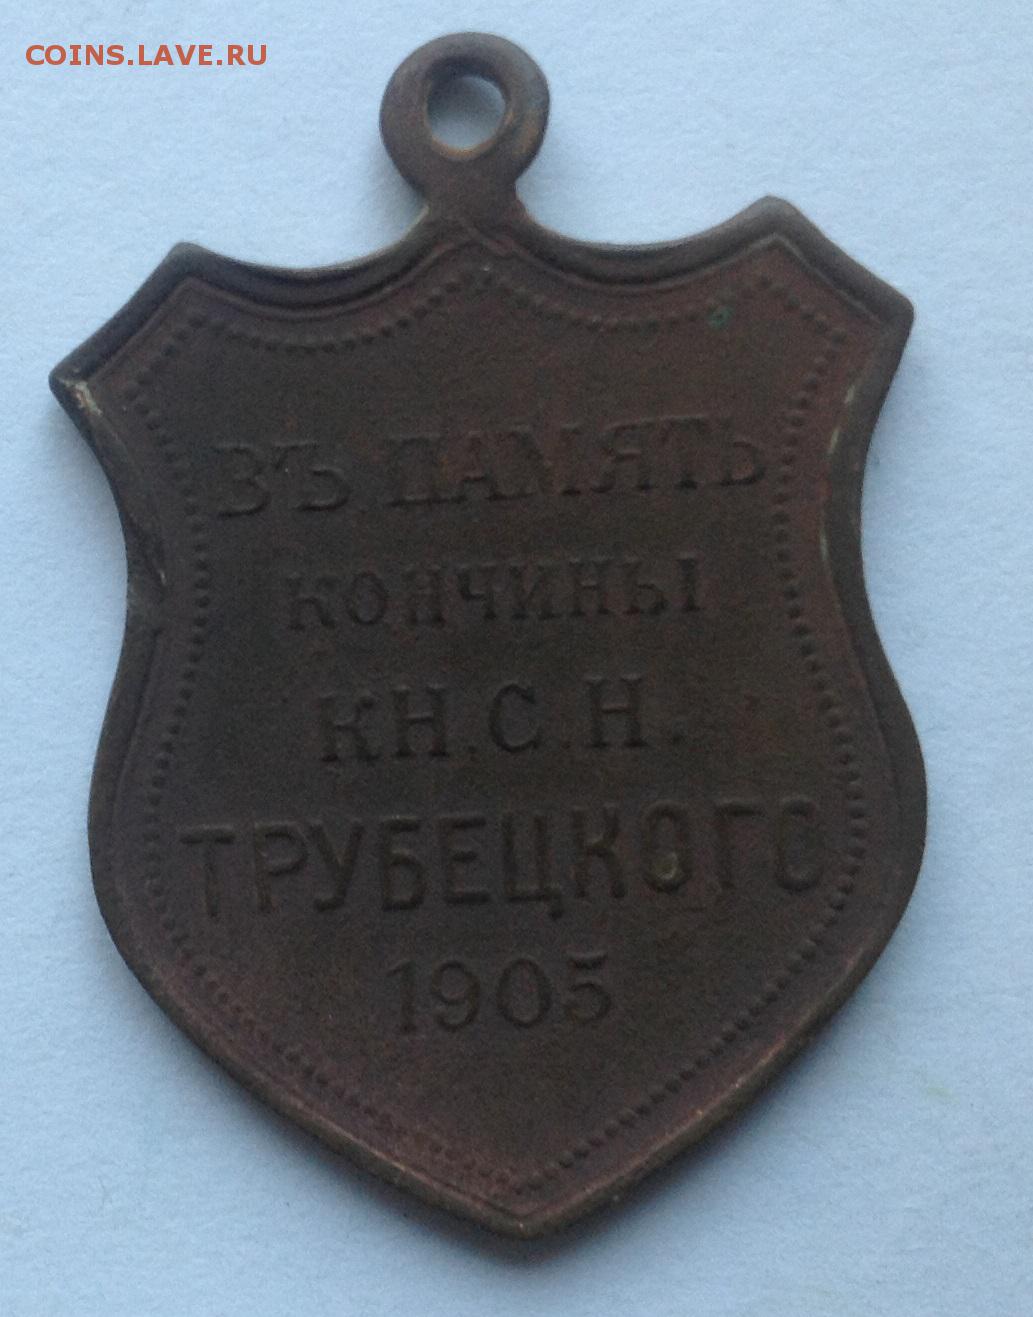 COINS.LAVE.RU
ВЪ ПАМЯТЬ
КОНЧИНЫ
КН.С.Н.
ТРУБЕЦКОГО
1905